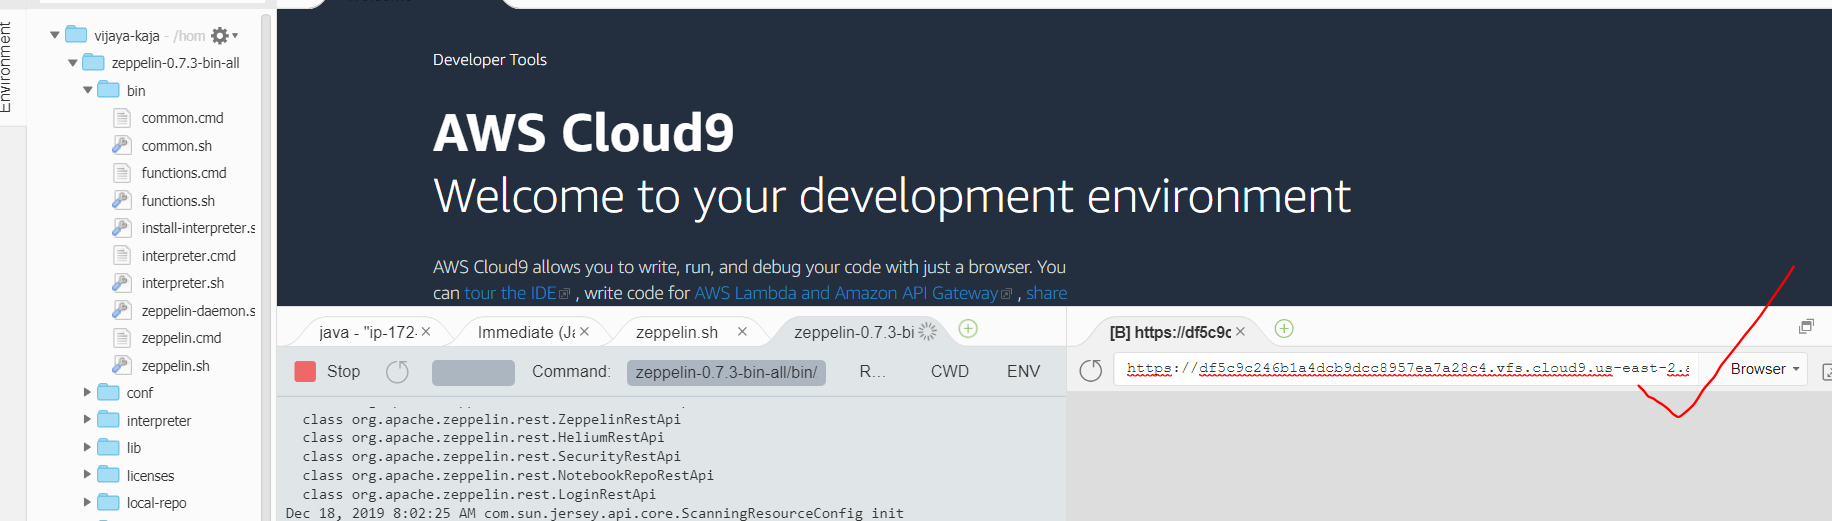 Environment
vijaya-kaja - /hom
zeppelin-0.7.3-bin-all
bin
common.cmd
common.sh
functions.cmd
functions.sh
install-interpreter.s
interpreter.cmd
interpreter.sh
zeppelin-daemon.s
zeppelin.cmd
zeppelin.sh
conf
interpreter
lib
licenses
local-repo
Developer Tools
AWS Cloud9
Welcome to your development environment
AWS Cloud9 allows you to write, run, and debug your code with just a browser. You
can tour the IDE , write code for AWS Lambda and Amazon API Gateway , share
java - "ip-172- Immediate (Ja zeppelin.sh zeppelin-0.7.3-bi
Stop Command: zeppelin-0.7.3-bin-all/bin/ R... CWD ENV
class org.apache.zeppelin.rest.ZeppelinRestApi
class org.apache.zeppelin.rest.HeliumRestApi
class org.apache.zeppelin.rest.SecurityRestApi
class org.apache.zeppelin.rest.NotebookRepoRestApi
class org.apache.zeppelin.rest.LoginRestApi
Dec 18, 2019 8:02:25 AM com.sun.jersey.api.core.ScanningResourceConfig init
[B] https://df5c9c
https://df5c9c246b1a4dcb9dcc8957ea7a28c4.vfs.cloud9.us-east-2.a Browser